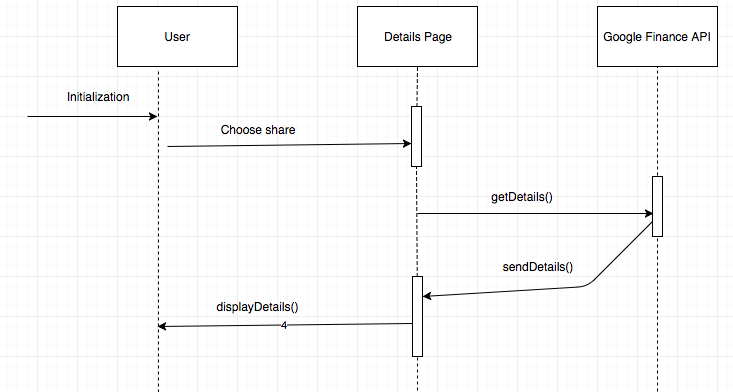 User
Details Page
Google Finance API
Initialization
Choose share
getDetails()
sendDetails()
displayDetails()
4